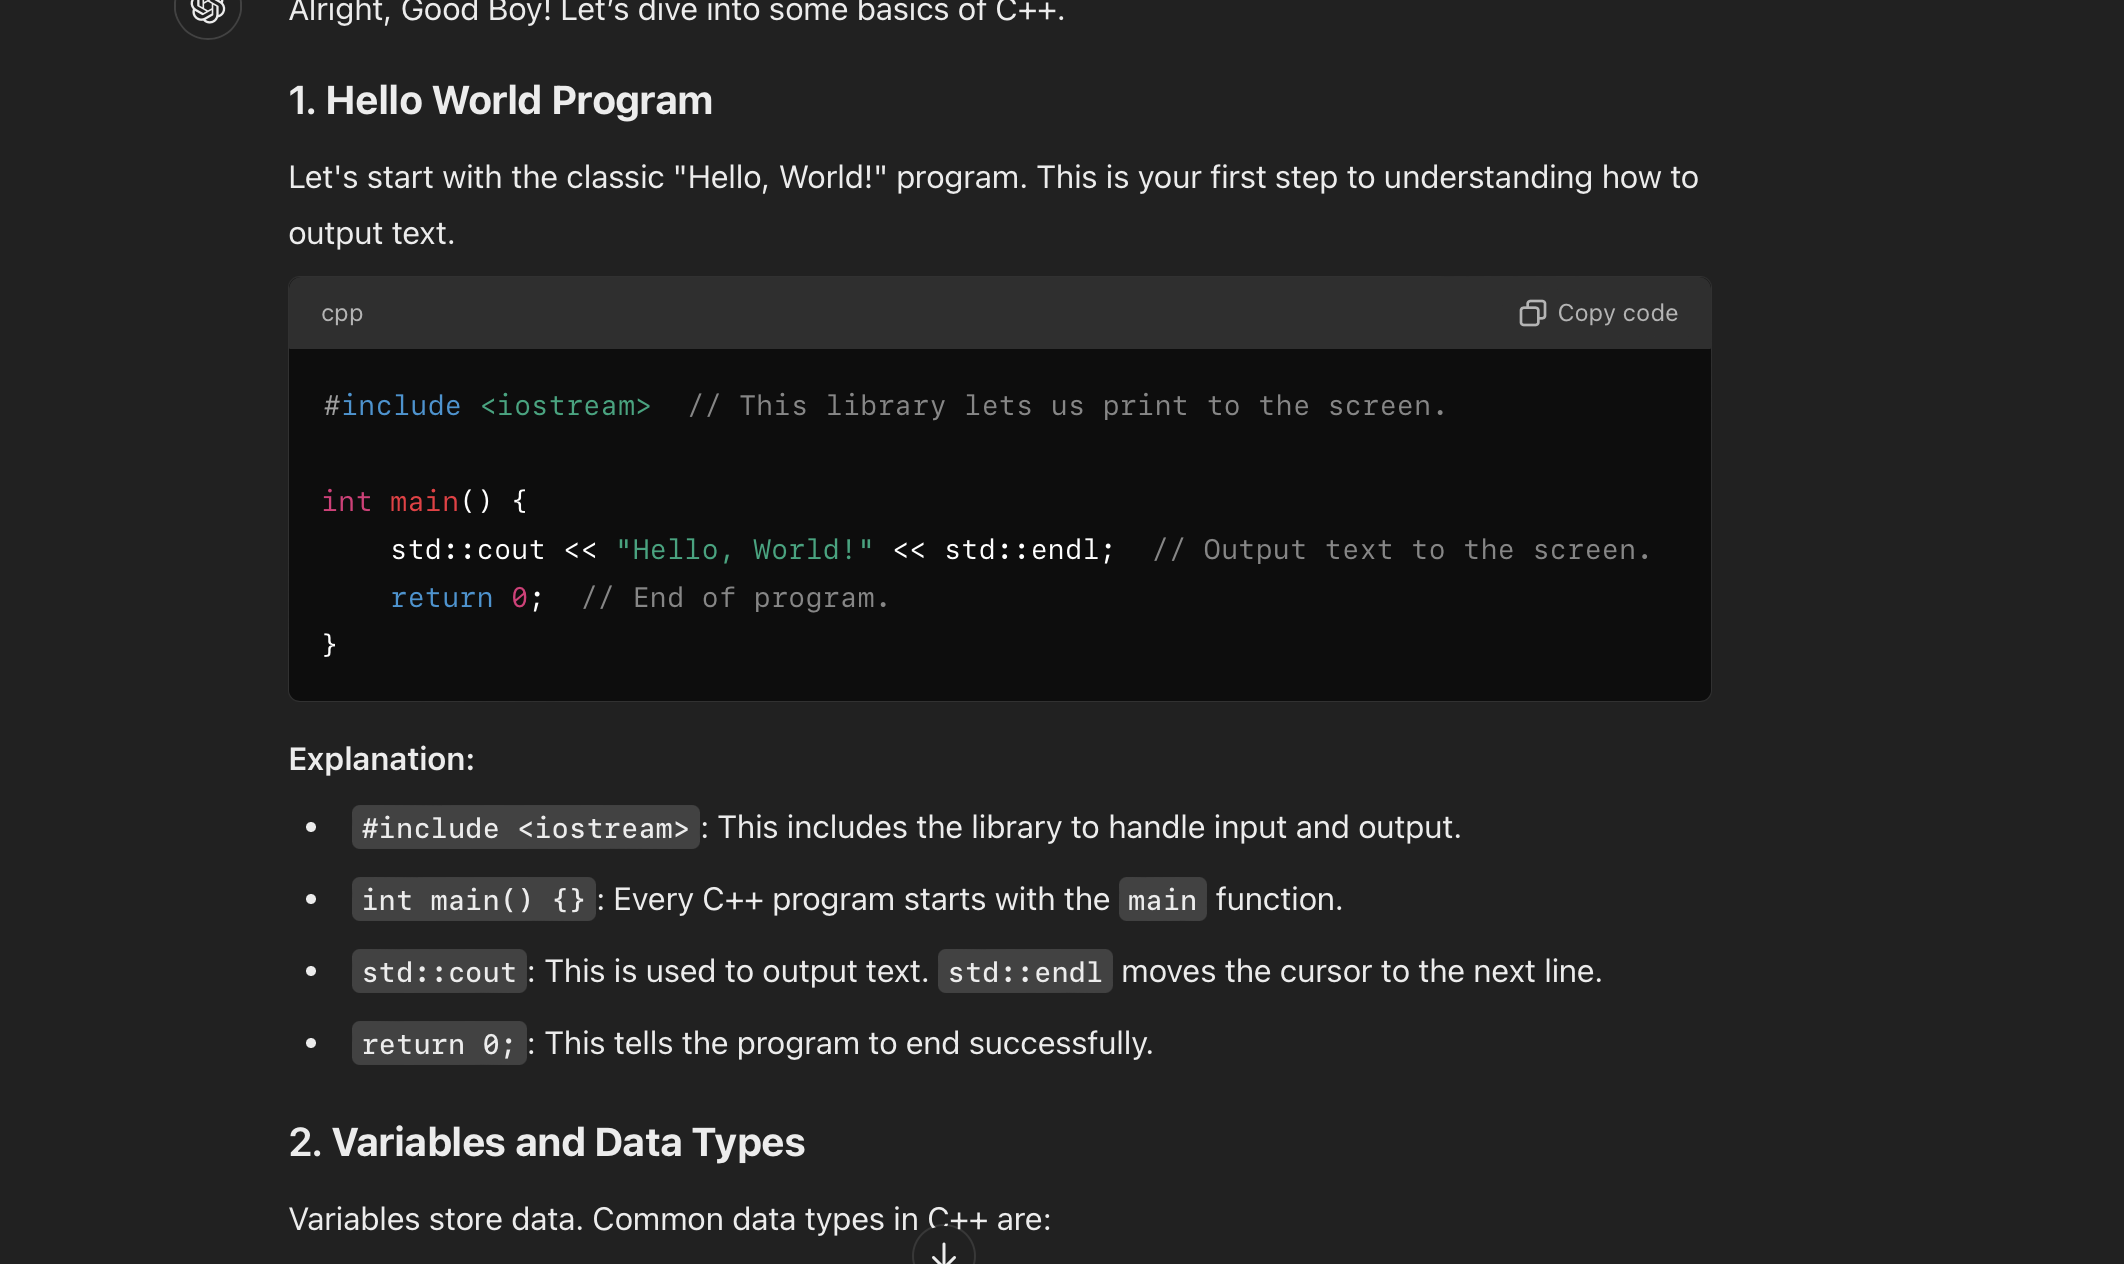 Alright, Good Boy! Let’s dive into some basics of C++.
1. Hello World Program
Let's start with the classic "Hello, World!" program. This is your first step to understanding how to
output text.
cpp
Copy code
#include <iostream>  // This library lets us print to the screen.
int main() {
    std::cout << "Hello, World!" << std::endl;  // Output text to the screen.
    return 0;  // End of program.
}
Explanation:
• #include <iostream>: This includes the library to handle input and output.
• int main() {}: Every C++ program starts with the main function.
• std::cout: This is used to output text. std::endl moves the cursor to the next line.
• return 0;: This tells the program to end successfully.
2. Variables and Data Types
Variables store data. Common data types in C++ are: